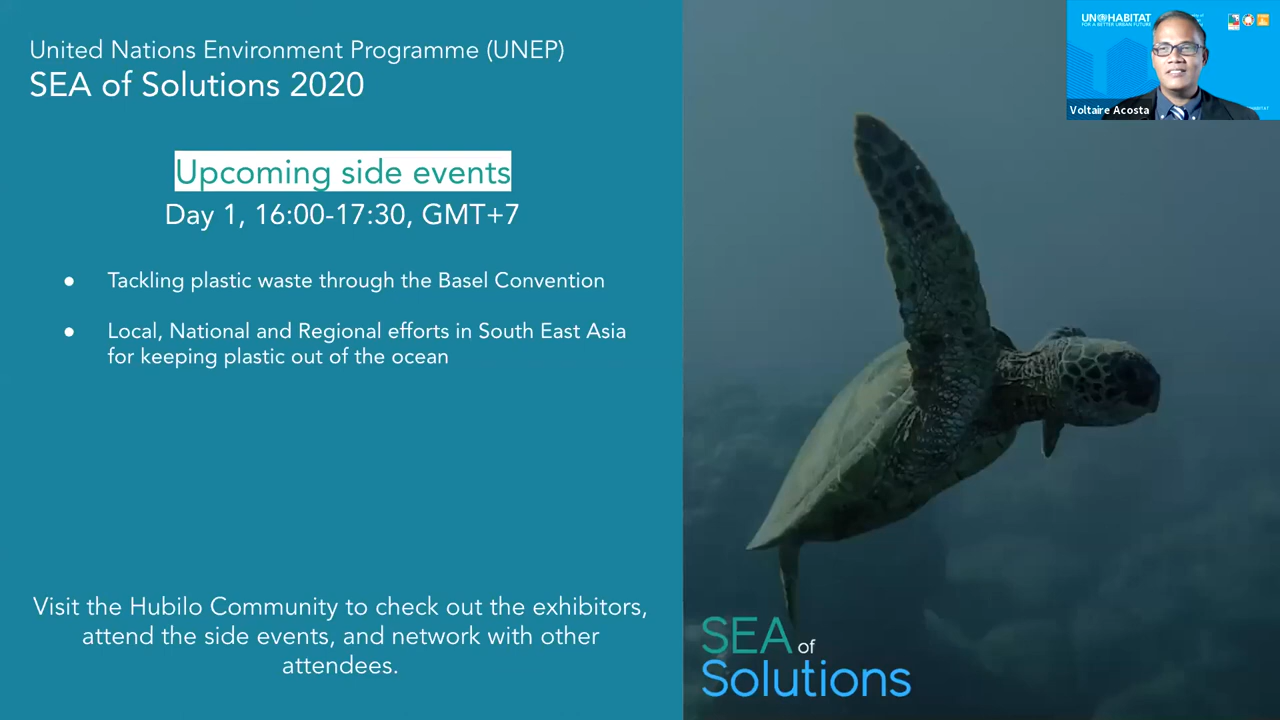 United Nations Environment Programme (UNEP)
SEA of Solutions 2020
Upcoming side events
Day 1, 16:00-17:30, GMT+7
● Tackling plastic waste through the Basel Convention
● Local, National and Regional efforts in South East Asia
for keeping plastic out of the ocean
Visit the Hubilo Community to check out the exhibitors,
attend the side events, and network with other
attendees.
UN HABITAT
FOR A BETTER URBAN FUTURE
Voltaire Acosta
SEA of
Solutions